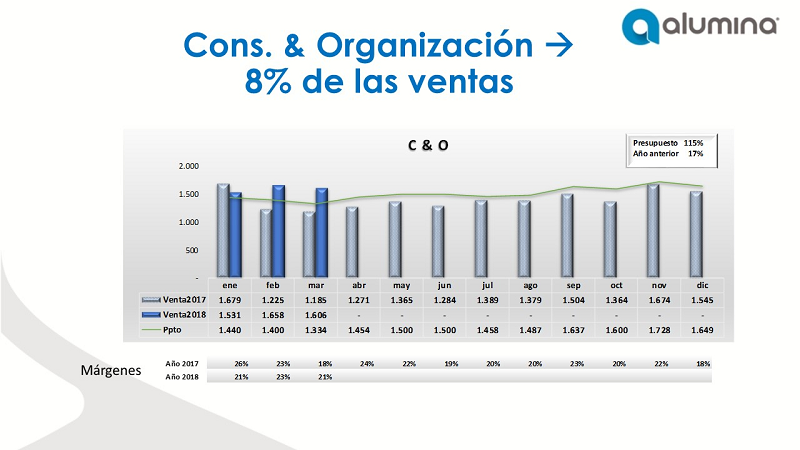 alumina
Cons. & Organización →
8% de las ventas
C & O
Presupuesto 115%
Año anterior 17%
2.000
1.500
1.000
500
-
ene feb mar abr may jun jul ago sep oct nov dic
Venta2017 1.679 1.225 1.185 1.271 1.365 1.284 1.389 1.379 1.504 1.364 1.674 1.545
Venta2018 1.531 1.658 1.606 - - - - - - - - -
Ppto 1.440 1.400 1.334 1.454 1.500 1.500 1.458 1.487 1.637 1.600 1.728 1.649
Márgenes
Año 2017 26% 23% 18% 24% 22% 19% 20% 20% 23% 20% 22% 18%
Año 2018 21% 23% 21%